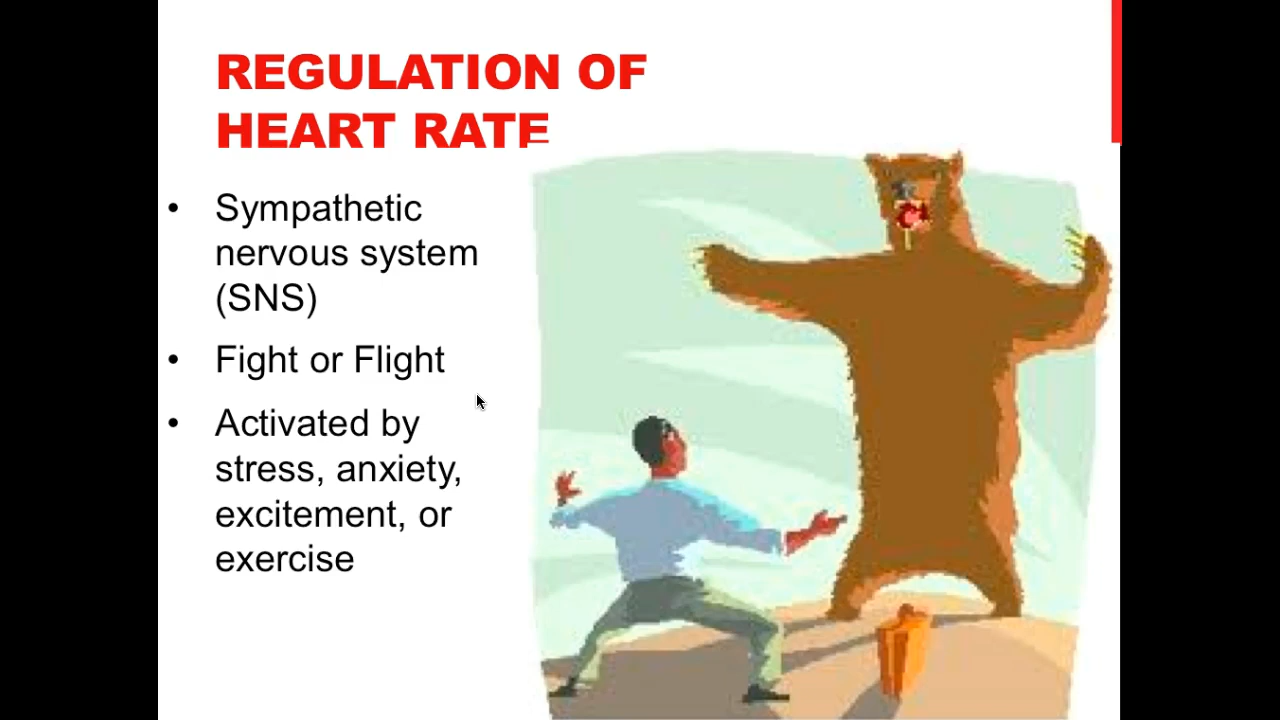 REGULATION OF
HEART RATE
• Sympathetic
nervous system
(SNS)
• Fight or Flight
• Activated by
stress, anxiety,
excitement, or
exercise